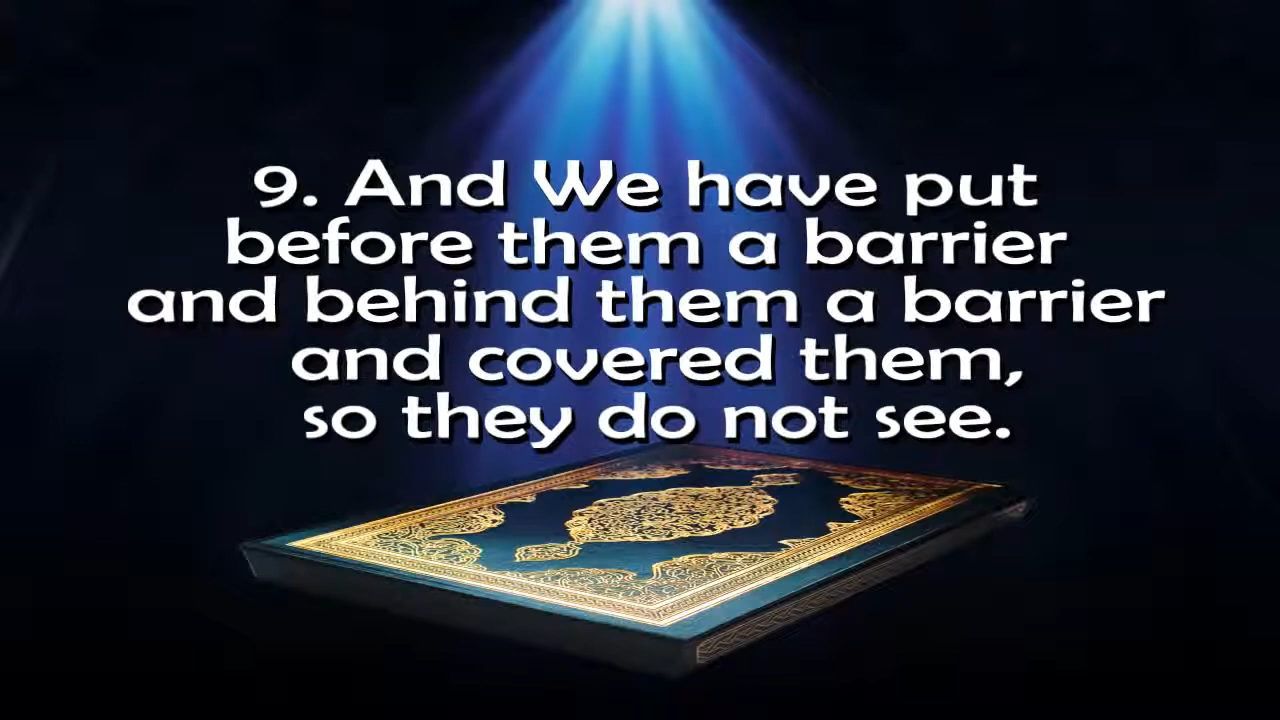 9. And We have put
before them a barrier
and behind them a barrier
and covered them,
so they do not see.